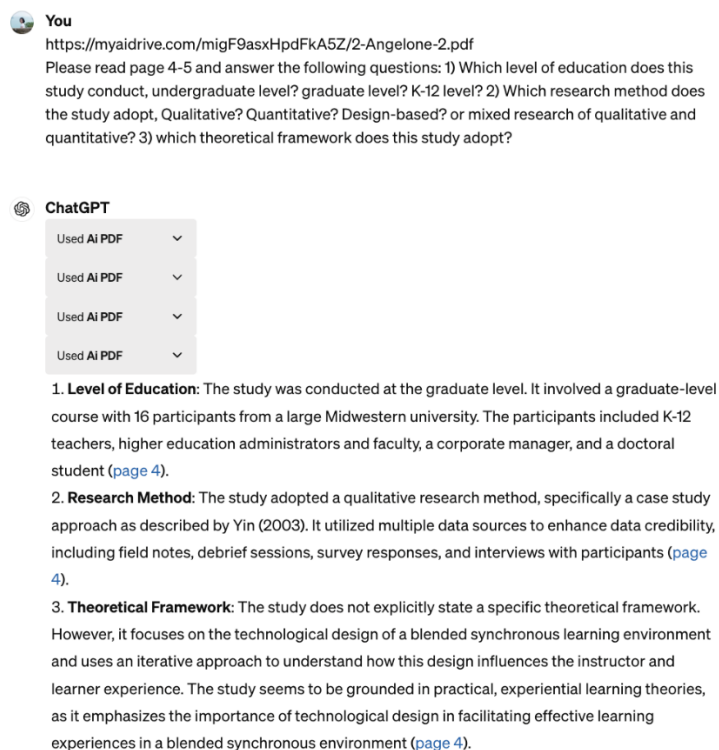 You
https://myaidrive.com/migF9asxHpdFkA5Z/2-Angelone-2.pdf
Please read page 4-5 and answer the following questions: 1) Which level of education does this
study conduct, undergraduate level? graduate level? K-12 level? 2) Which research method does
the study adopt, Qualitative? Quantitative? Design-based? or mixed research of qualitative and
quantitative? 3) which theoretical framework does this study adopt?
ChatGPT
Used Ai PDF
Used Ai PDF
Used Ai PDF
Used Ai PDF
1. Level of Education: The study was conducted at the graduate level. It involved a graduate-level
course with 16 participants from a large Midwestern university. The participants included K-12
teachers, higher education administrators and faculty, a corporate manager, and a doctoral
student (page 4).
2. Research Method: The study adopted a qualitative research method, specifically a case study
approach as described by Yin (2003). It utilized multiple data sources to enhance data credibility,
including field notes, debrief sessions, survey responses, and interviews with participants (page
4).
3. Theoretical Framework: The study does not explicitly state a specific theoretical framework.
However, it focuses on the technological design of a blended synchronous learning environment
and uses an iterative approach to understand how this design influences the instructor and
learner experience. The study seems to be grounded in practical, experiential learning theories,
as it emphasizes the importance of technological design in facilitating effective learning
experiences in a blended synchronous environment (page 4).